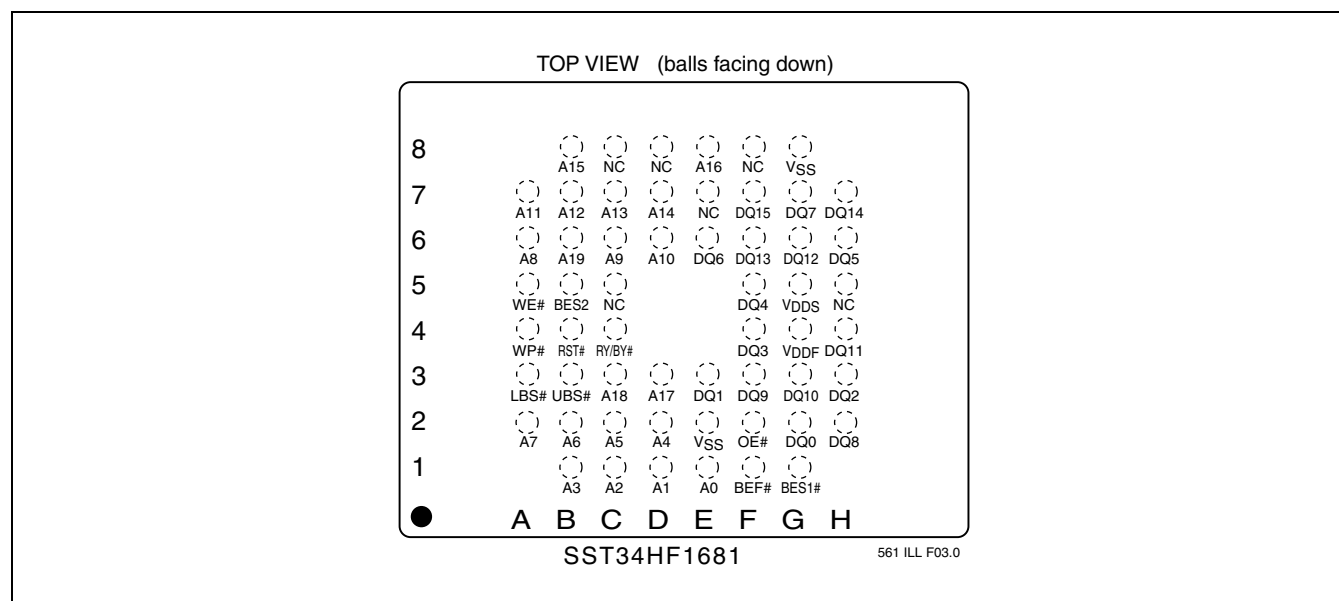 TOP VIEW (balls facing down)
8
A15 NC NC A16 NC VSS
7
A11 A12 A13 A14 NC DQ15 DQ7 DQ14
6
A8 A19 A9 A10 DQ6 DQ13 DQ12 DQ5
5
WE# BES2 NC DQ4 VDDS NC
4
WP# RST# RY/BY# DQ3 VDDF DQ11
3
LBS# UBS# A18 A17 DQ1 DQ9 DQ10 DQ2
2
A7 A6 A5 A4 VSS OE# DQ0 DQ8
1
A3 A2 A1 A0 BEF# BES1#
A B C D E F G H
SST34HF1681
561 ILL F03.0